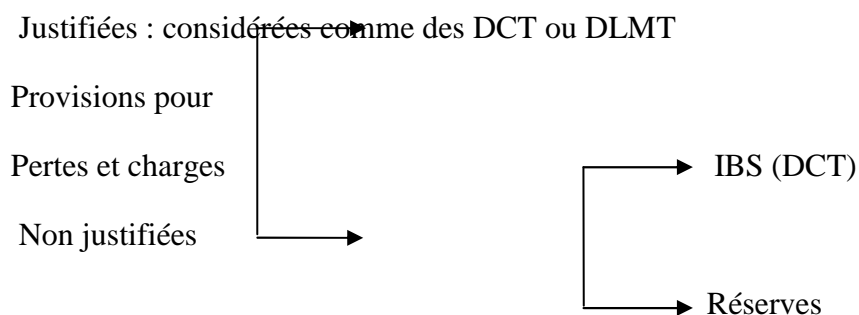 Justifiées : considérées comme des DCT ou DLMT
Provisions pour
Pertes et charges
IBS (DCT)
Non justifiées
Réserves